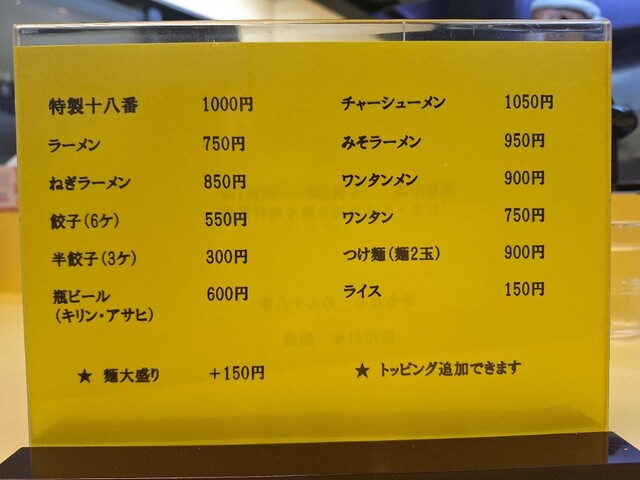 特製十八番 1000円
ラーメン 750円
ねぎラーメン 850円
餃子(6ケ) 550円
半餃子(3ケ) 300円
瓶ビール 600円
(キリン・アサヒ)
チャーシューメン 1050円
みそラーメン 950円
ワンタンメン 900円
ワンタン 750円
つけ麺(麺2玉) 900円
ライス 150円
★ 麺大盛り +150円
★ トッピング追加できます